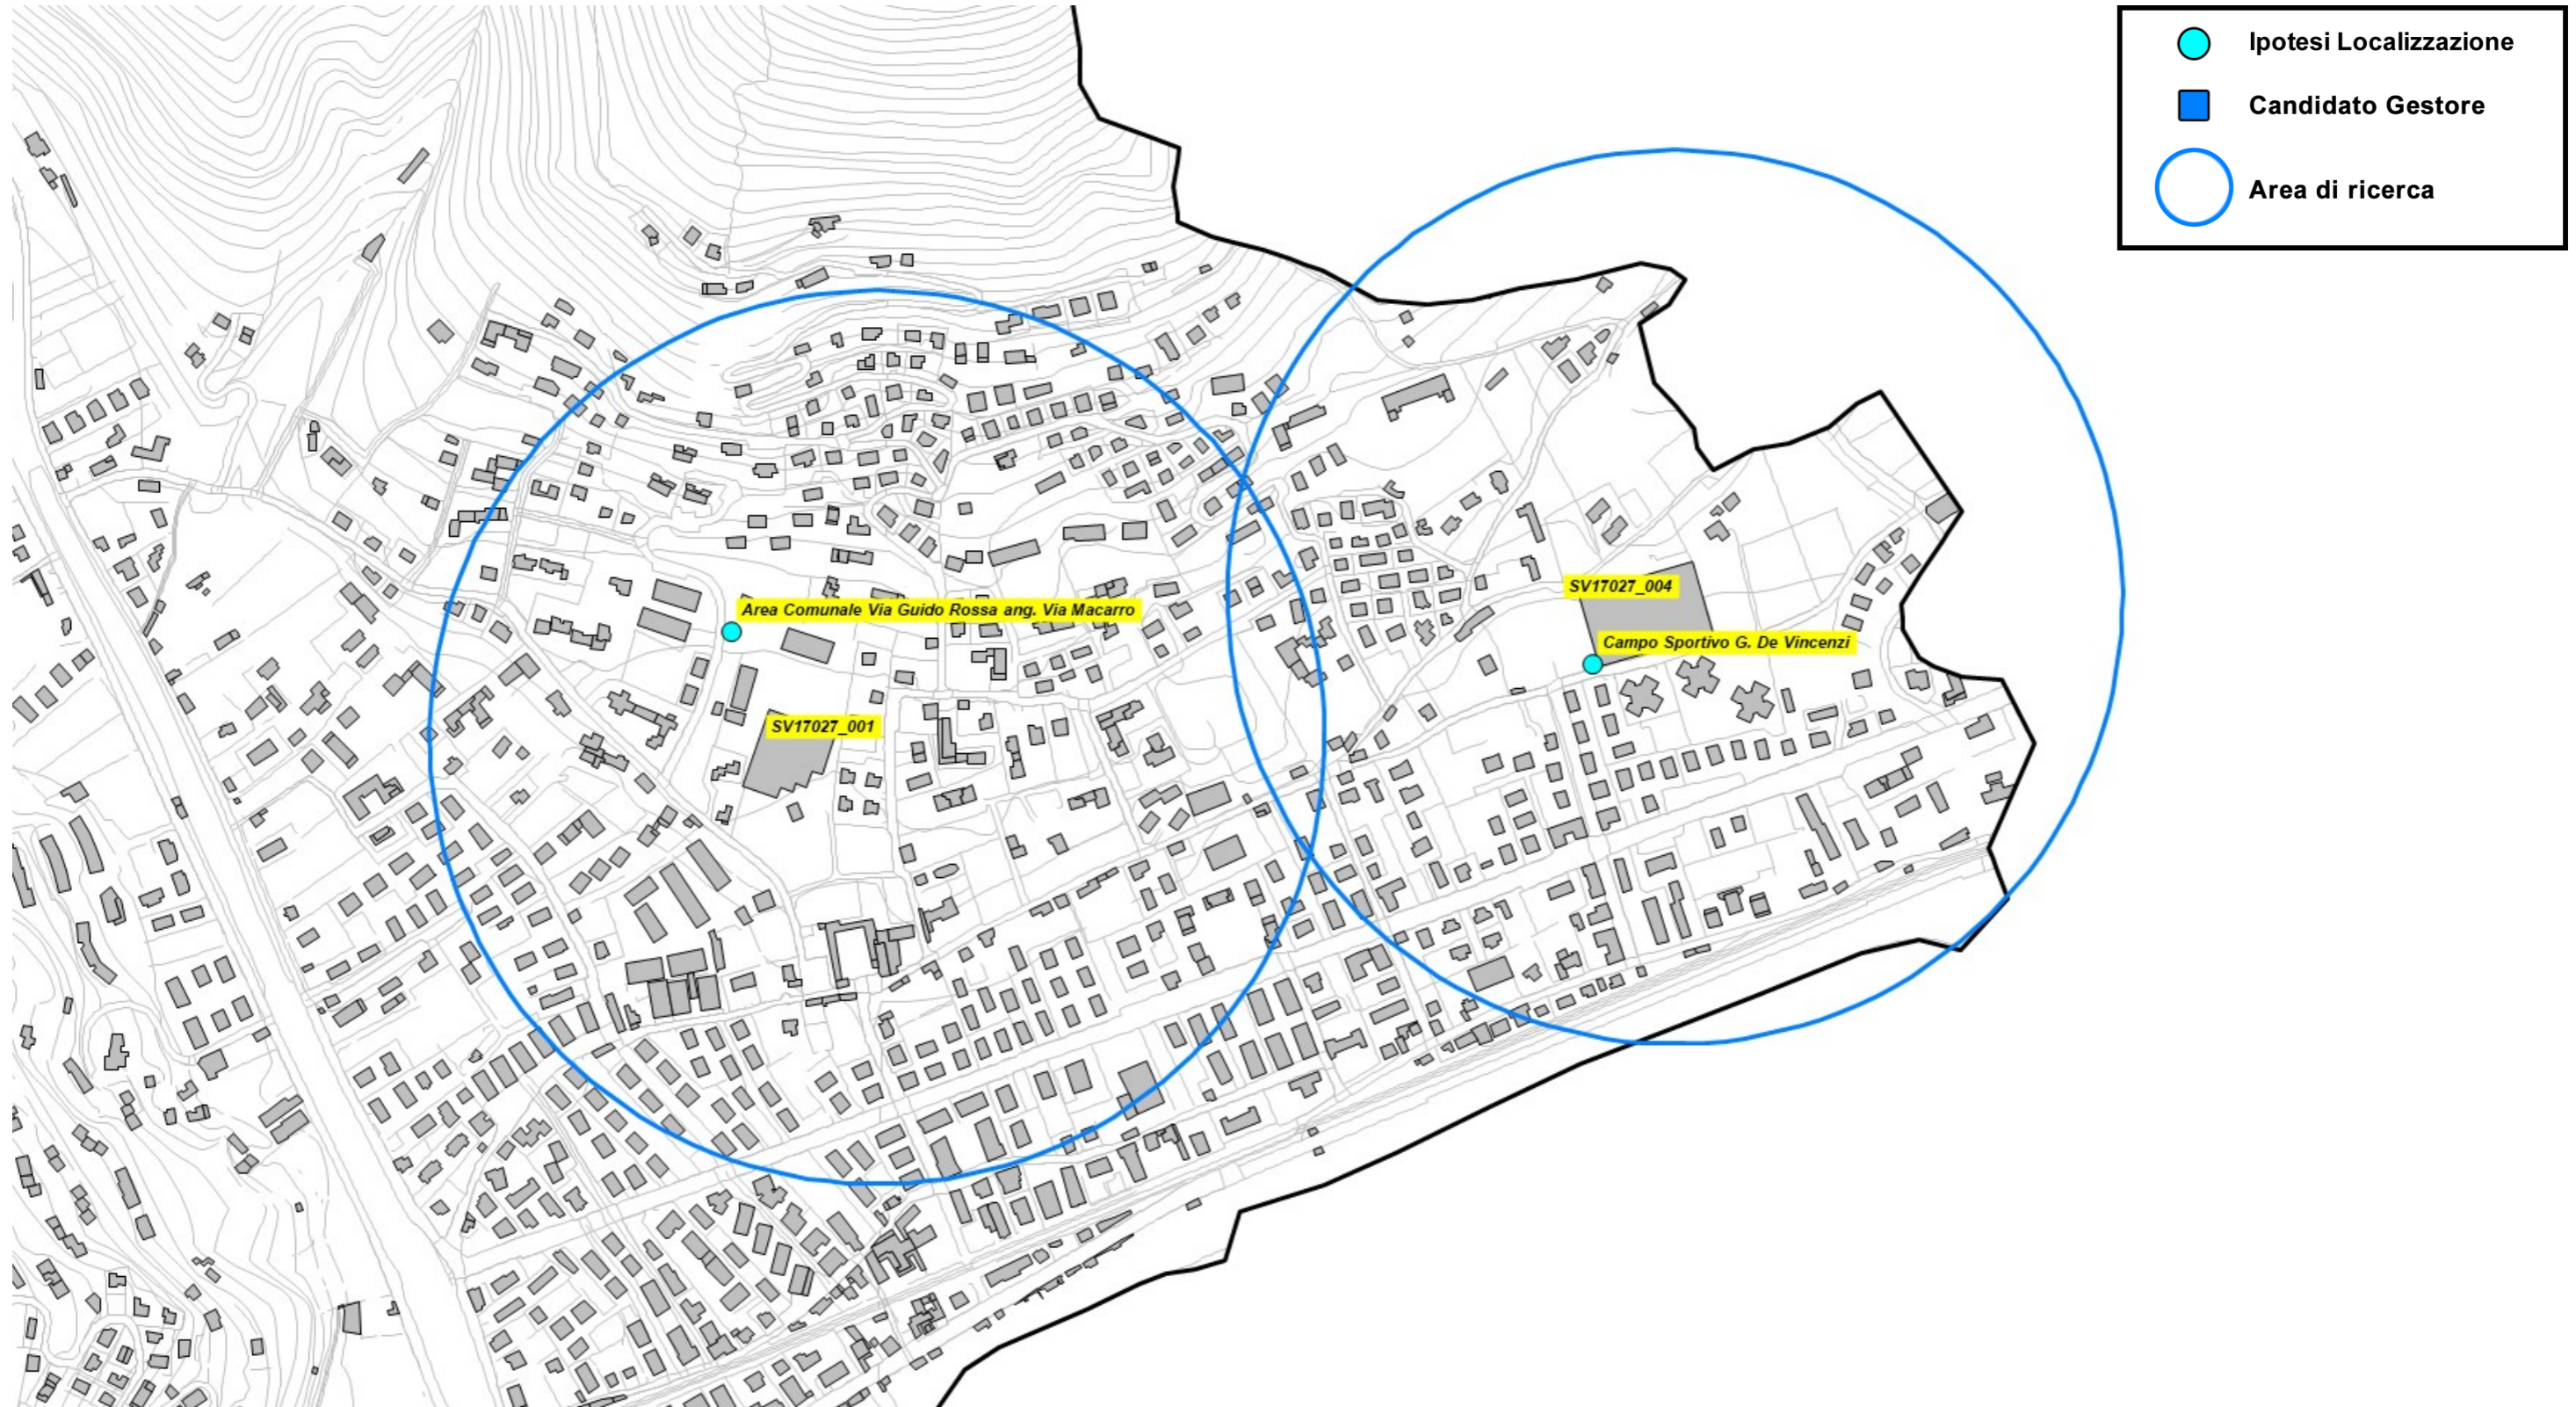 Ipotesi Localizzazione
Candidato Gestore
Area di ricerca
SV17027_004
Area Comunale Via Guido Rossa ang. Via Macarro
Campo Sportivo G. De Vincenzi
SV17027_001